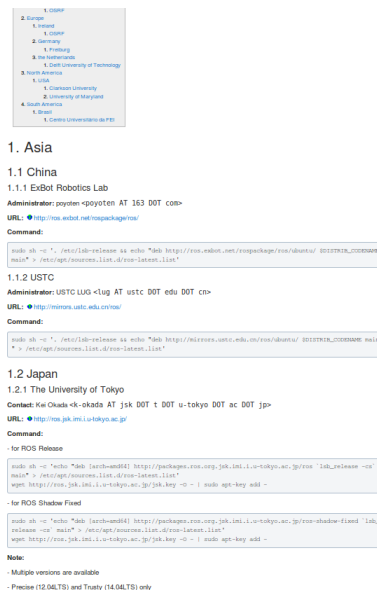 1. OSRF
2. Europe
1. Ireland
1. OSRF
2. Germany
1. Freiburg
3. the Netherlands
1. Delft University of Technology
3. North America
1. USA
1. Clarkson University
2. University of Maryland
4. South America
1. Brasil
1. Centro Universitário da FEI
1. Asia
1.1 China
1.1.1 ExBot Robotics Lab
Administrator: poyoten <poyoten AT 163 DOT com>
URL: http://ros.exbot.net/rospackage/ros/
Command:
sudo sh -c '. /etc/lsb-release && echo "deb http://ros.exbot.net/rospackage/ros/ubuntu/ $DISTRIB_CODENAME
main" > /etc/apt/sources.list.d/ros-latest.list'
1.1.2 USTC
Administrator: USTC LUG <lug AT ustc DOT edu DOT cn>
URL: http://mirrors.ustc.edu.cn/ros/
Command:
sudo sh -c '. /etc/lsb-release && echo "deb http://mirrors.ustc.edu.cn/ros/ubuntu/ $DISTRIB_CODENAME main
" > /etc/apt/sources.list.d/ros-latest.list'
1.2 Japan
1.2.1 The University of Tokyo
Contact: Kei Okada <k-okada AT jsk DOT t DOT u-tokyo DOT ac DOT jp>
URL: http://ros.jsk.imi.i.u-tokyo.ac.jp/
Command:
- for ROS Release
sudo sh -c 'echo "deb [arch=amd64] http://packages.ros.org.jsk.imi.i.u-tokyo.ac.jp/ros `lsb_release -cs`
main" > /etc/apt/sources.list.d/ros-latest.list'
wget http://ros.jsk.imi.i.u-tokyo.ac.jp/jsk.key -O - | sudo apt-key add -
- for ROS Shadow Fixed
sudo sh -c 'echo "deb [arch=amd64] http://packages.ros.org.jsk.imi.i.u-tokyo.ac.jp/ros-shadow-fixed `lsb_
release -cs` main" > /etc/apt/sources.list.d/ros-latest.list'
wget http://ros.jsk.imi.i.u-tokyo.ac.jp/jsk.key -O - | sudo apt-key add -
Note:
- Multiple versions are available
- Precise (12.04LTS) and Trusty (14.04LTS) only